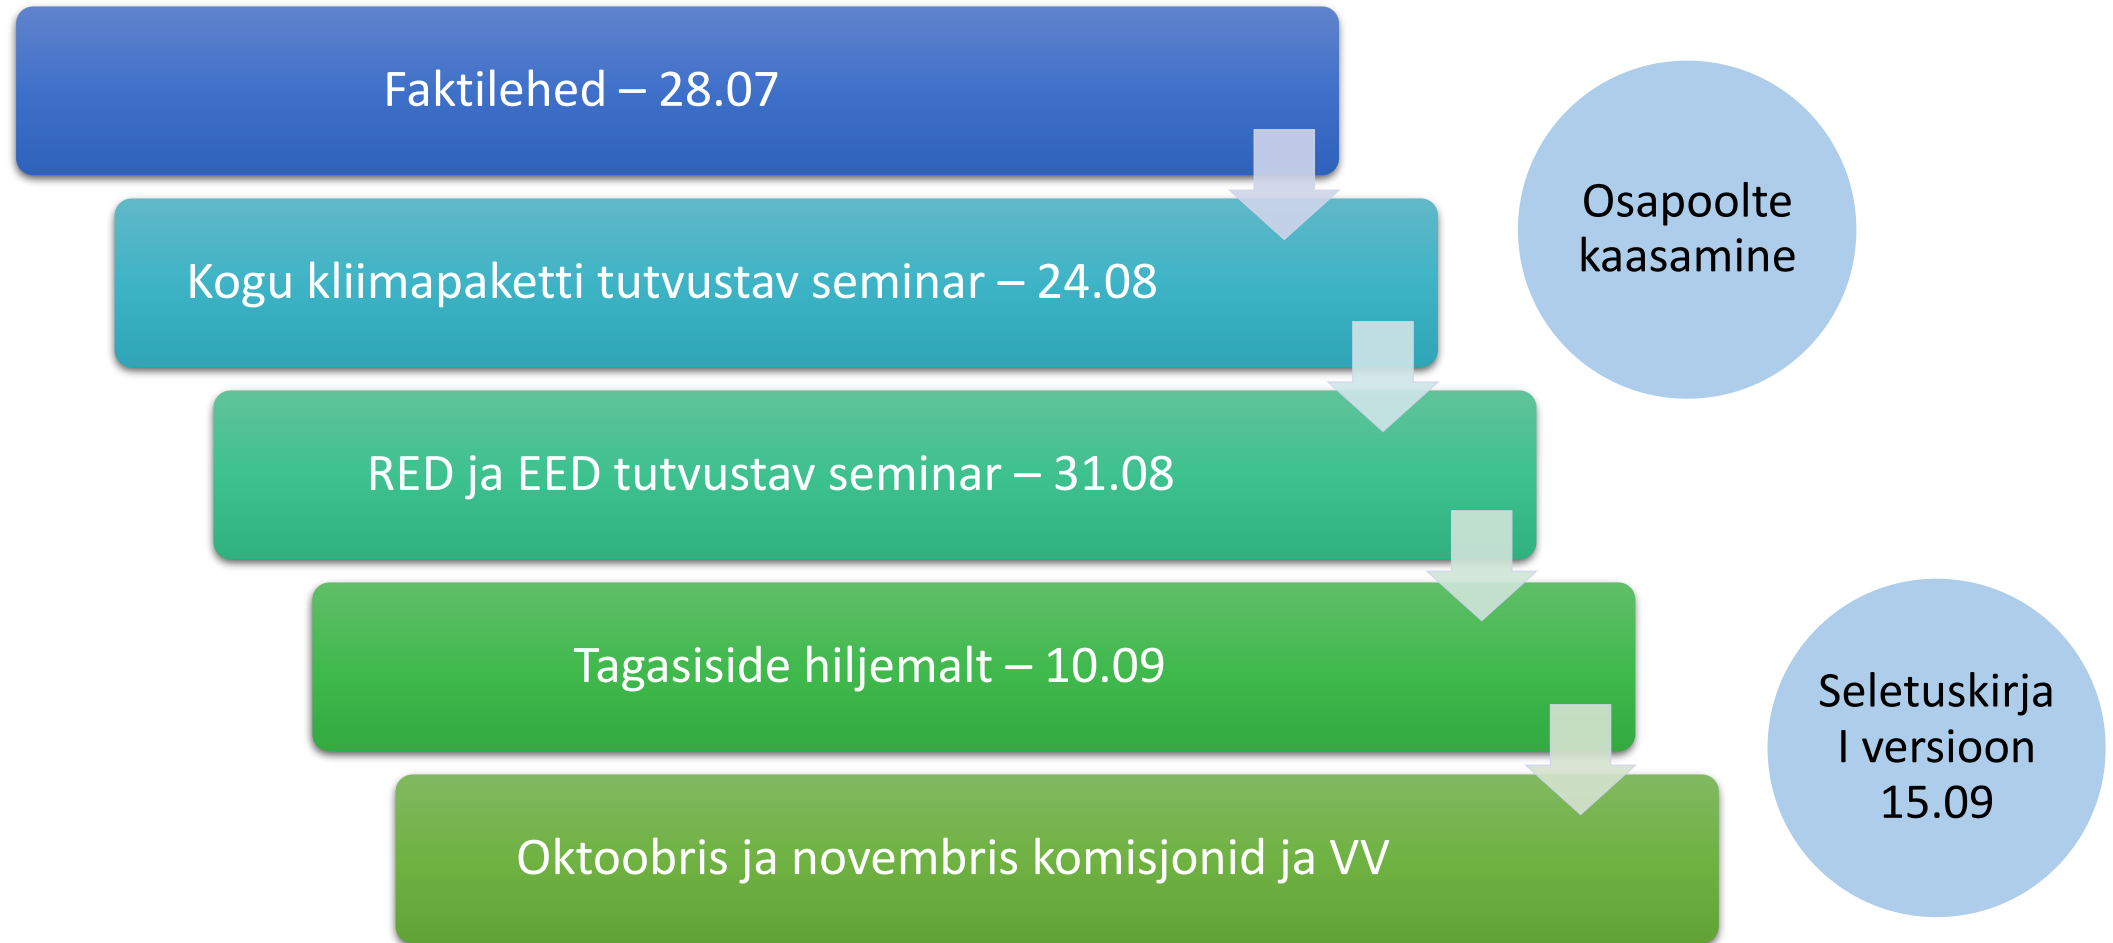 Faktilehed – 28.07
Kogu kliimapaketti tutvustav seminar – 24.08
RED ja EED tutvustav seminar – 31.08
Tagasiside hiljemalt – 10.09
Oktoobris ja novembris komisjonid ja VV
Osapoolte
kaasamine
Seletuskirja
I versioon
15.09